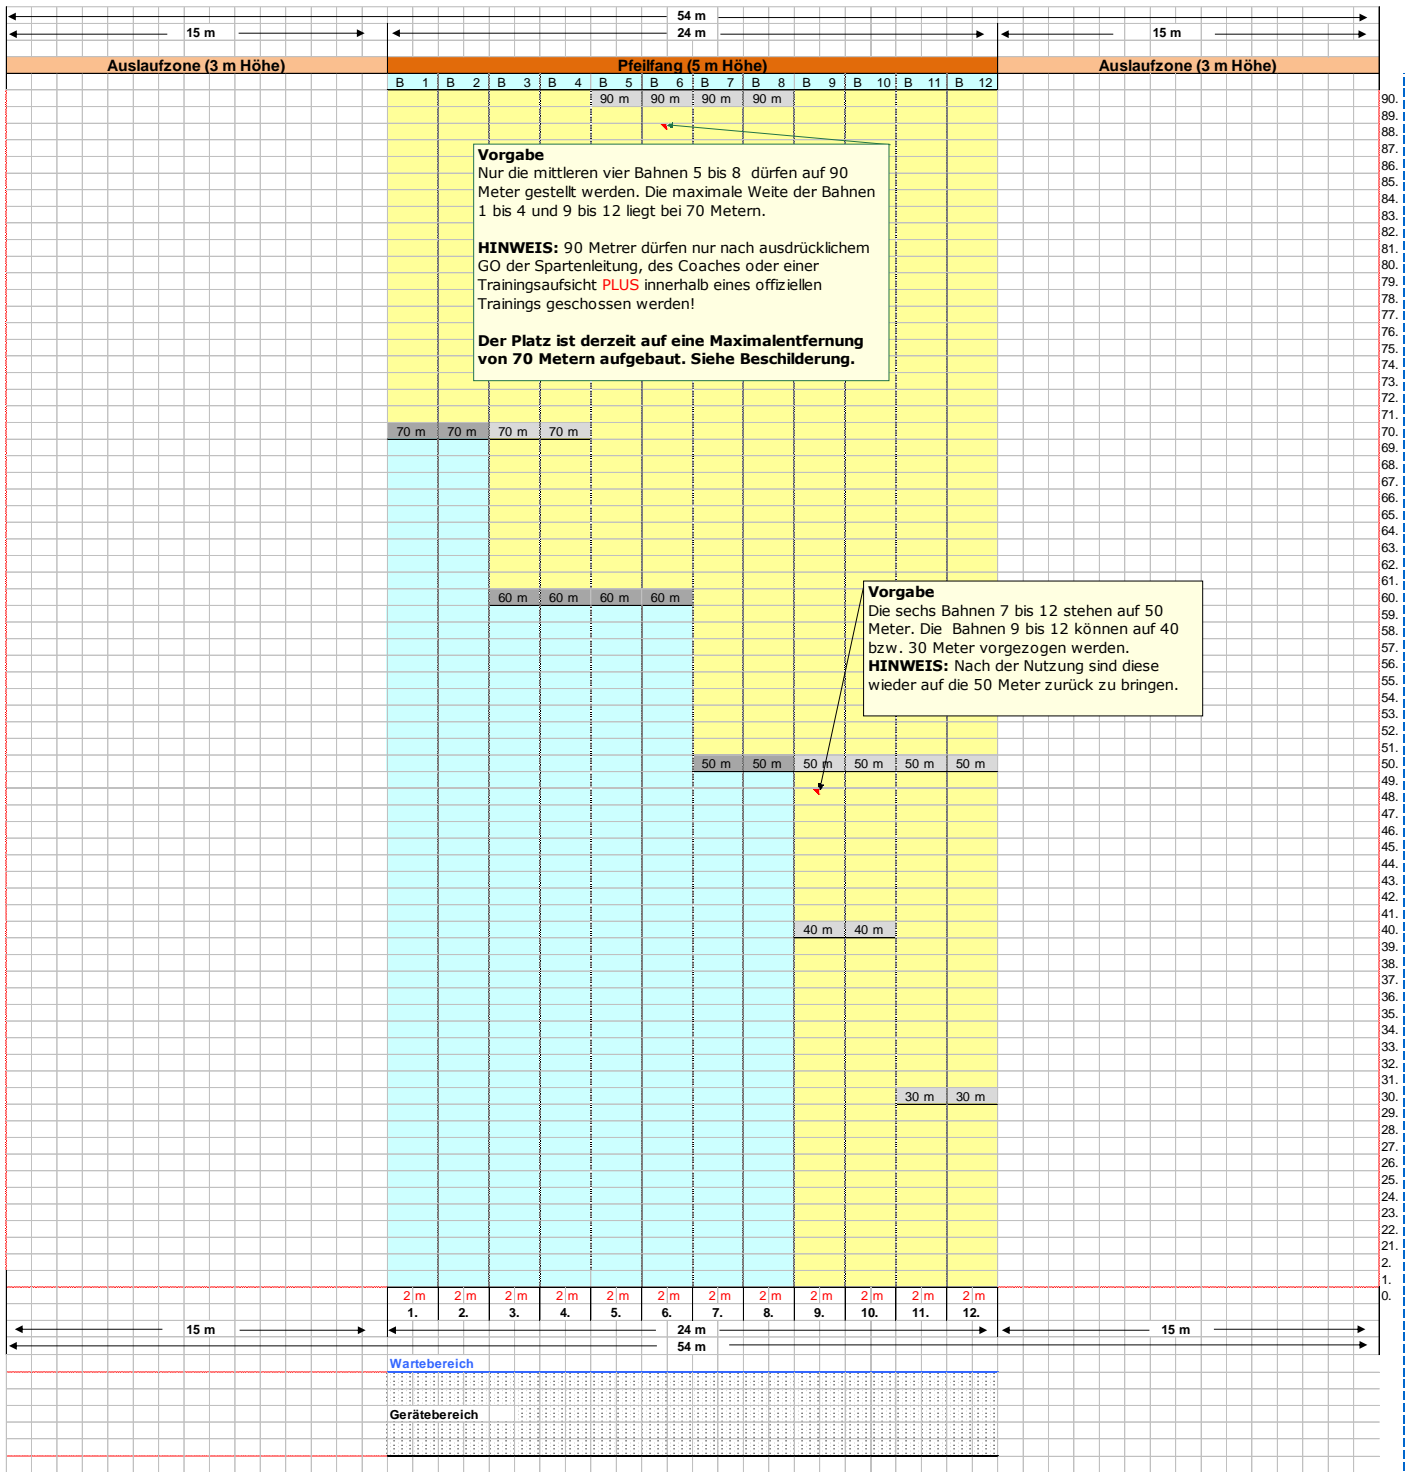 54 m
15 m 24 m 15 m
Auslaufzone (3 m Höhe) Pfeilfang (5 m Höhe) Auslaufzone (3 m Höhe)
B 1 B 2 B 3 B 4 B 5 B 6 B 7 B 8 B 9 B 10 B 11 B 12
90 m 90 m 90 m 90 m 90.
89.
88.
87.
86.
85.
84.
83.
82.
81.
80.
79.
78.
77.
76.
75.
74.
73.
72.
71.
Vorgabe
Nur die mittleren vier Bahnen 5 bis 8 dürfen auf 90
Meter gestellt werden. Die maximale Weite der Bahnen
1 bis 4 und 9 bis 12 liegt bei 70 Metern.
HINWEIS: 90 Metrer dürfen nur nach ausdrücklichem
GO der Spartenleitung, des Coaches oder einer
Trainingsaufsicht PLUS innerhalb eines offiziellen
Trainings geschossen werden!
Der Platz ist derzeit auf eine Maximalentfernung
von 70 Metern aufgebaut. Siehe Beschilderung.
70 m 70 m 70 m 70 m 70.
69.
68.
67.
66.
65.
64.
63.
62.
61.
60 m 60 m 60 m 60 m 60.
59.
58.
57.
56.
55.
54.
53.
52.
51.
Vorgabe
Die sechs Bahnen 7 bis 12 stehen auf 50
Meter. Die Bahnen 9 bis 12 können auf 40
bzw. 30 Meter vorgezogen werden.
HINWEIS: Nach der Nutzung sind diese
wieder auf die 50 Meter zurück zu bringen.
50 m 50 m 50 m 50 m 50 m 50 m 50.
49.
48.
47.
46.
45.
44.
43.
42.
41.
40 m 40 m 40.
39.
38.
37.
36.
35.
34.
33.
32.
31.
30 m 30 m 30.
29.
28.
27.
26.
25.
24.
23.
22.
21.
2.
1.
2 m 2 m 2 m 2 m 2 m 2 m 2 m 2 m 2 m 2 m 2 m 2 m 0.
1. 2. 3. 4. 5. 6. 7. 8. 9. 10. 11. 12.
15 m 24 m 15 m
54 m
Wartebereich
Gerätebereich